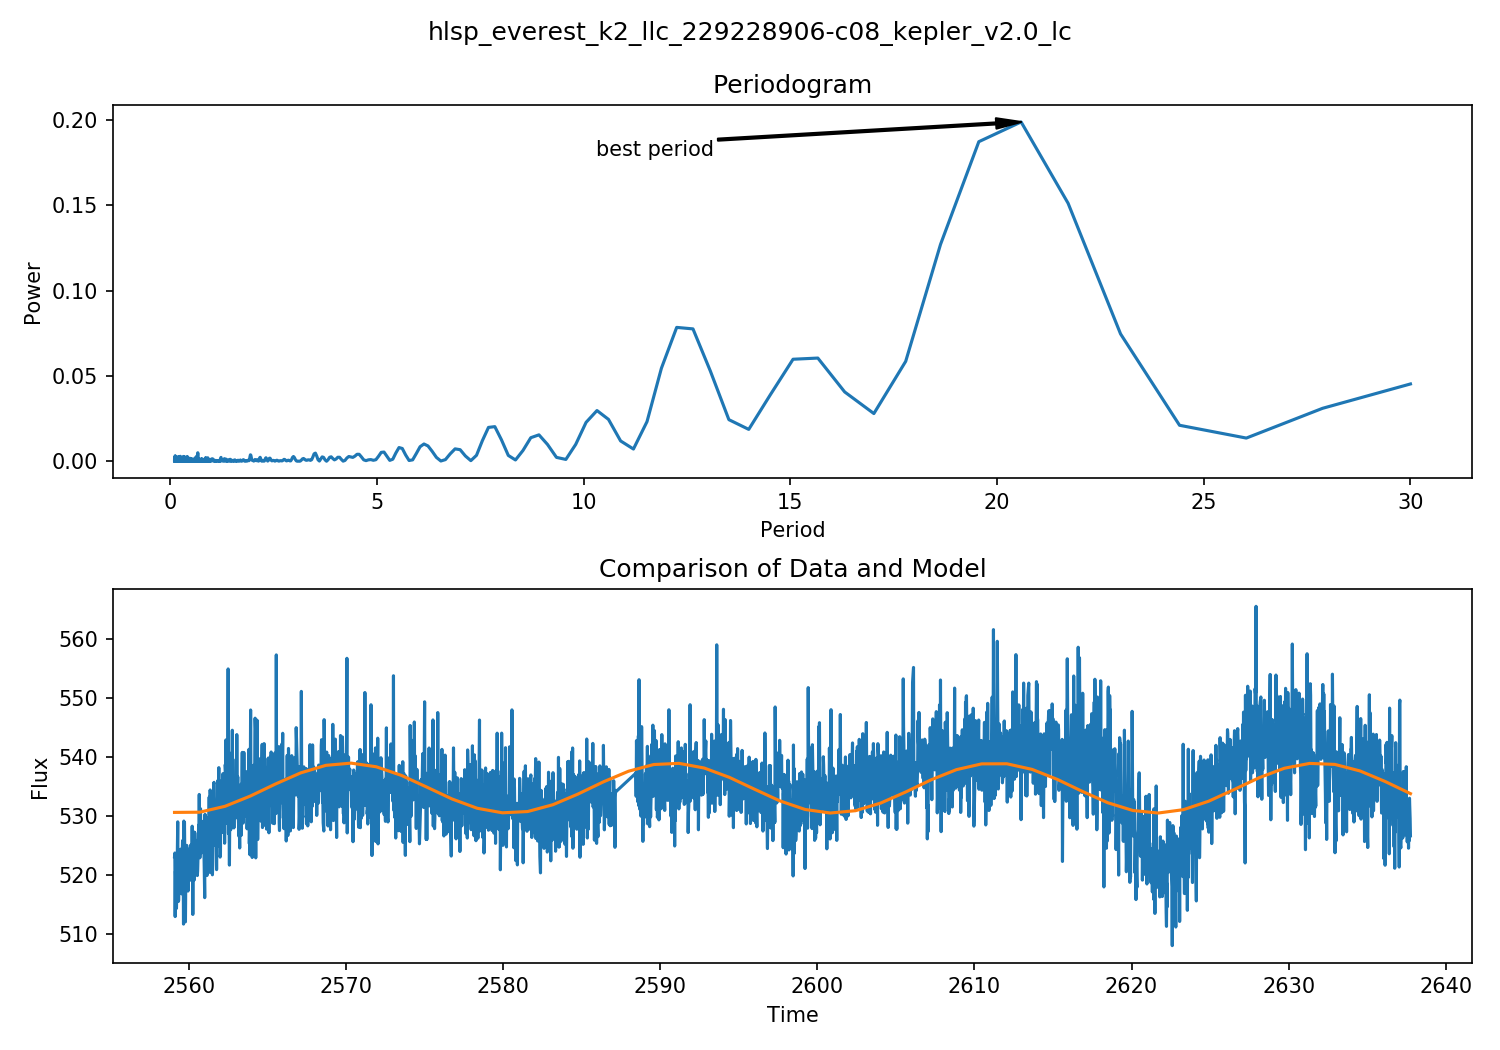 hlsp_everest_k2_llc_229228906-c08_kepler_v2.0_lc
Periodogram
0.20
0.15
0.10
0.05
0.00
Power
best period
0 5 10 15 20 25 30
Period
Comparison of Data and Model
560
550
540
530
520
510
Flux
2560 2570 2580 2590 2600 2610 2620 2630 2640
Time